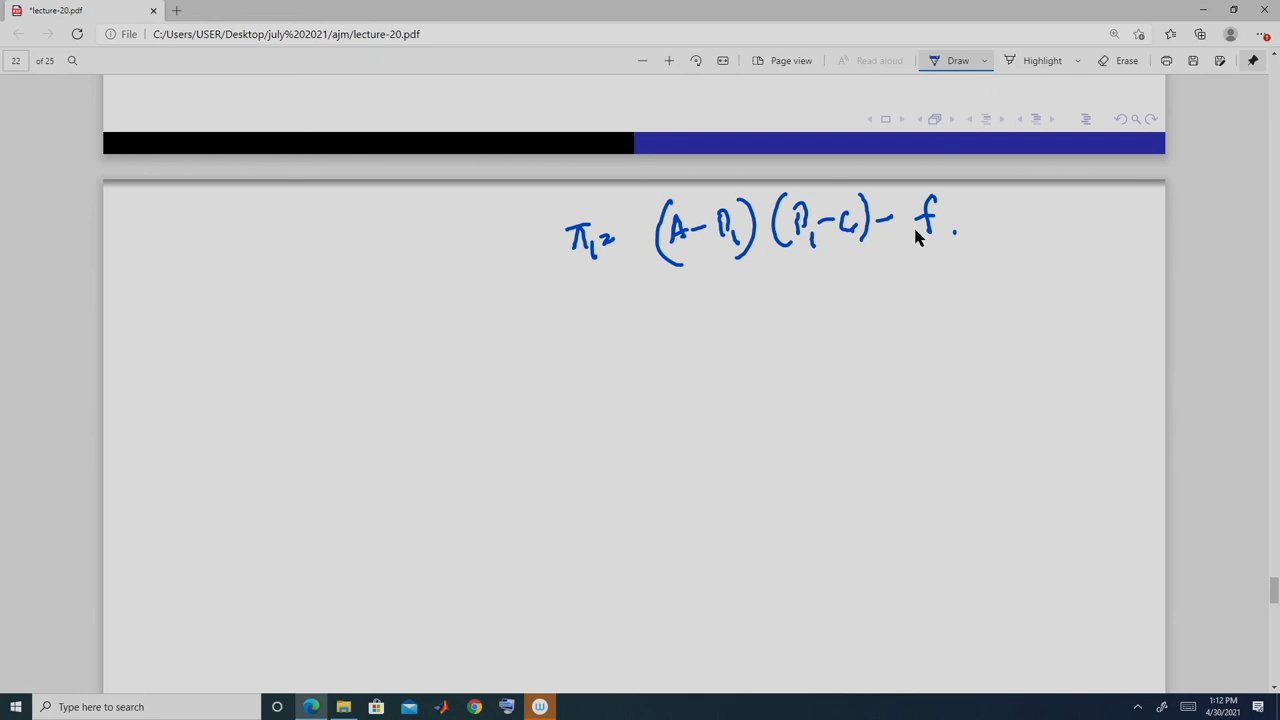 *lecture-20.pdf
File C:/Users/USER/Desktop/july%202021/ajm/lecture-20.pdf
22 of 25 Page view Read aloud Draw Highlight Erase
π₁ = (A - P₁) (P₁ - C₁) - f.
Type here to search
1:12 PM
4/30/2021